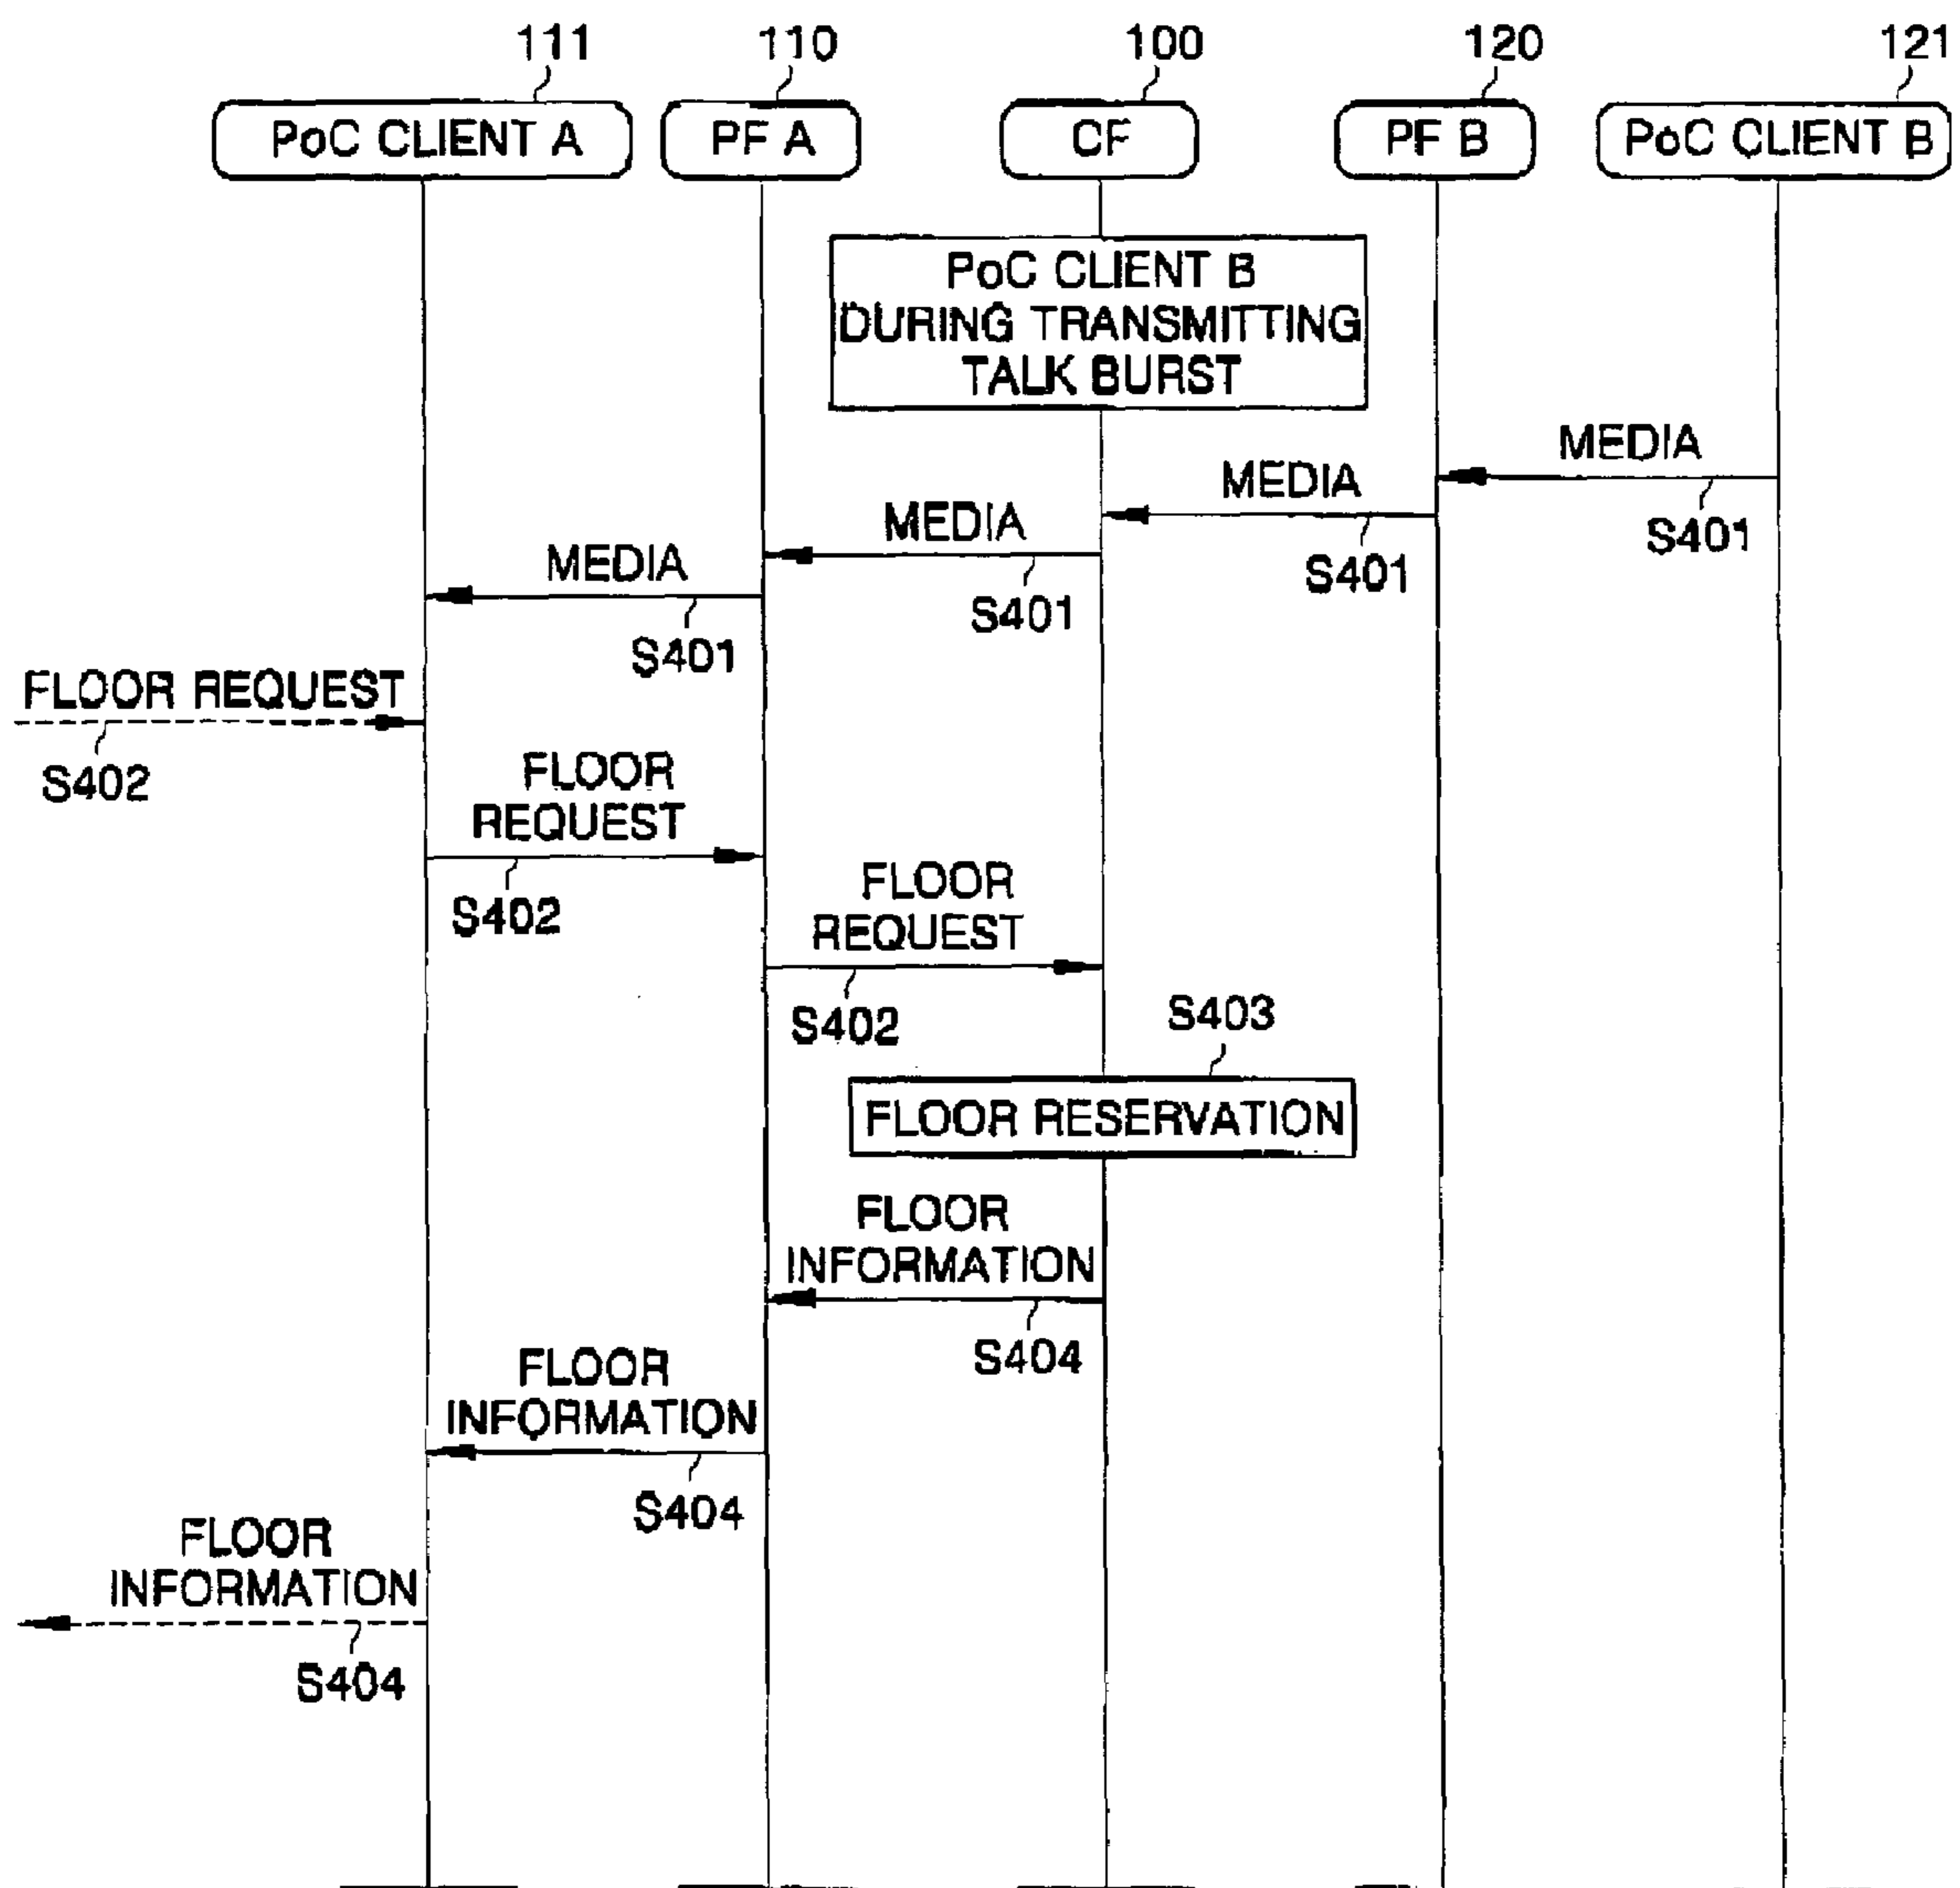 111
110
100
120
121
PoC CLIENT A
PF A
CF
PF B
PoC CLIENT B
PoC CLIENT B
DURING TRANSMITTING
TALK BURST
MEDIA
S401
MEDIA
S401
MEDIA
S401
MEDIA
S401
FLOOR REQUEST
S402
FLOOR
REQUEST
S402
FLOOR
REQUEST
S402
S403
FLOOR RESERVATION
FLOOR
INFORMATION
S404
FLOOR
INFORMATION
S404
FLOOR
INFORMATION
S404